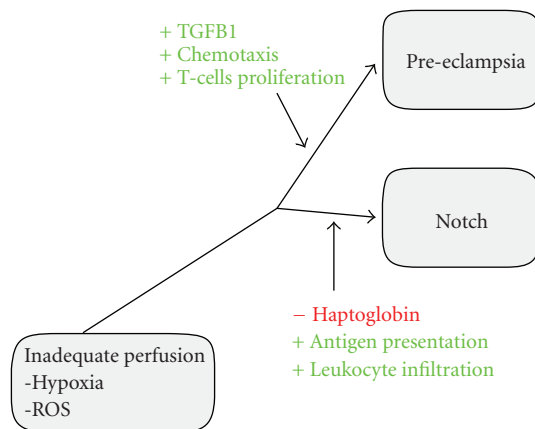 + TGFB1
+ Chemotaxis
+ T-cells proliferation
Pre-eclampsia
Notch
− Haptoglobin
+ Antigen presentation
+ Leukocyte infiltration
Inadequate perfusion
-Hypoxia
-ROS